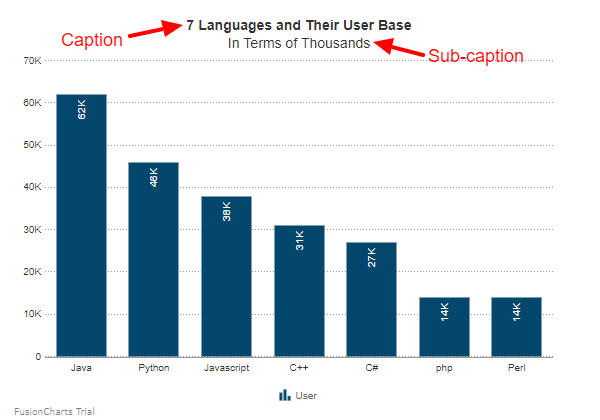 7 Languages and Their User Base
Caption
In Terms of Thousands
Sub-caption
70K
60K
50K
40K
30K
20K
10K
0
62K
46K
38K
31K
27K
14K
14K
Java Python Javascript C++ C# php Perl
User
FusionCharts Trial